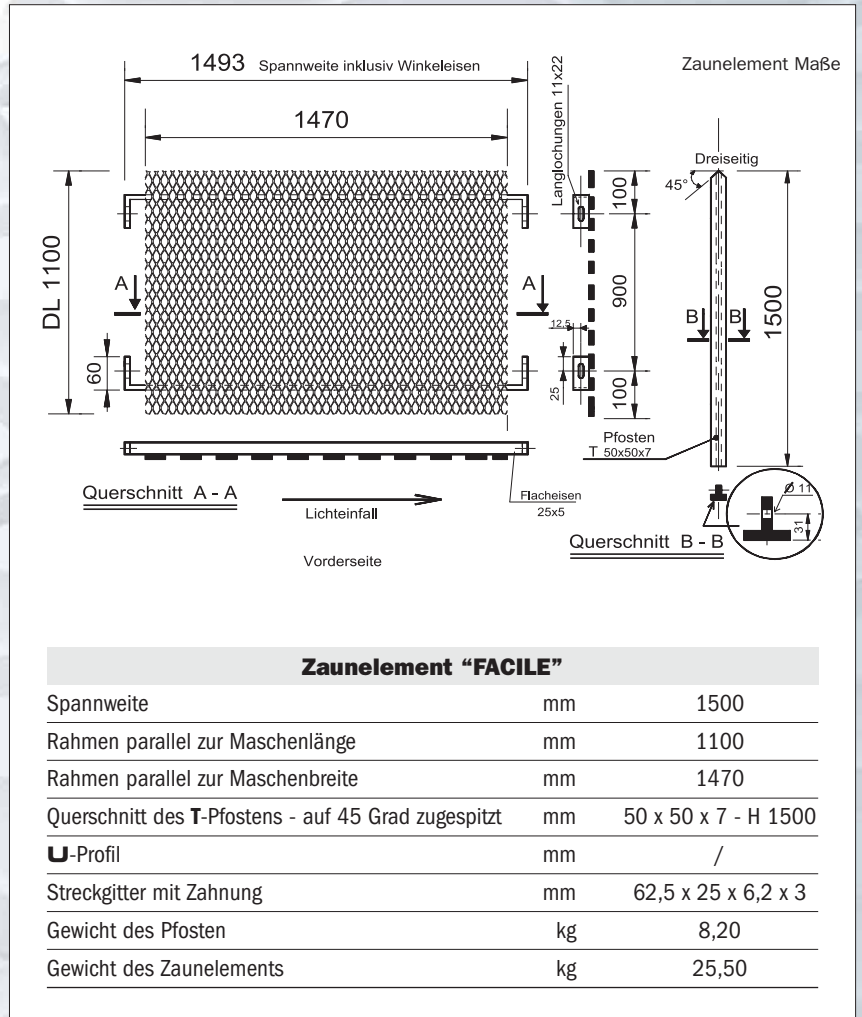 1493 Spannweite inklusiv Winkeleisen
Zaunelement Maße
1470
Langlochungen 11x22
Dreiseitig
45°
100
DL 1100
900
1500
A
A
B
B
12,5
60
25
100
Pfosten
T 50x50x7
Querschnitt A - A
Lichteinfall
Flacheisen
25x5
Ø 11
31
Querschnitt B - B
Vorderseite
Zaunelement “FACILE”
Spannweite mm 1500
Rahmen parallel zur Maschenlänge mm 1100
Rahmen parallel zur Maschenbreite mm 1470
Querschnitt des T-Pfostens - auf 45 Grad zugespitzt mm 50 x 50 x 7 - H 1500
U-Profil mm /
Streckgitter mit Zahnung mm 62,5 x 25 x 6,2 x 3
Gewicht des Pfosten kg 8,20
Gewicht des Zaunelements kg 25,50